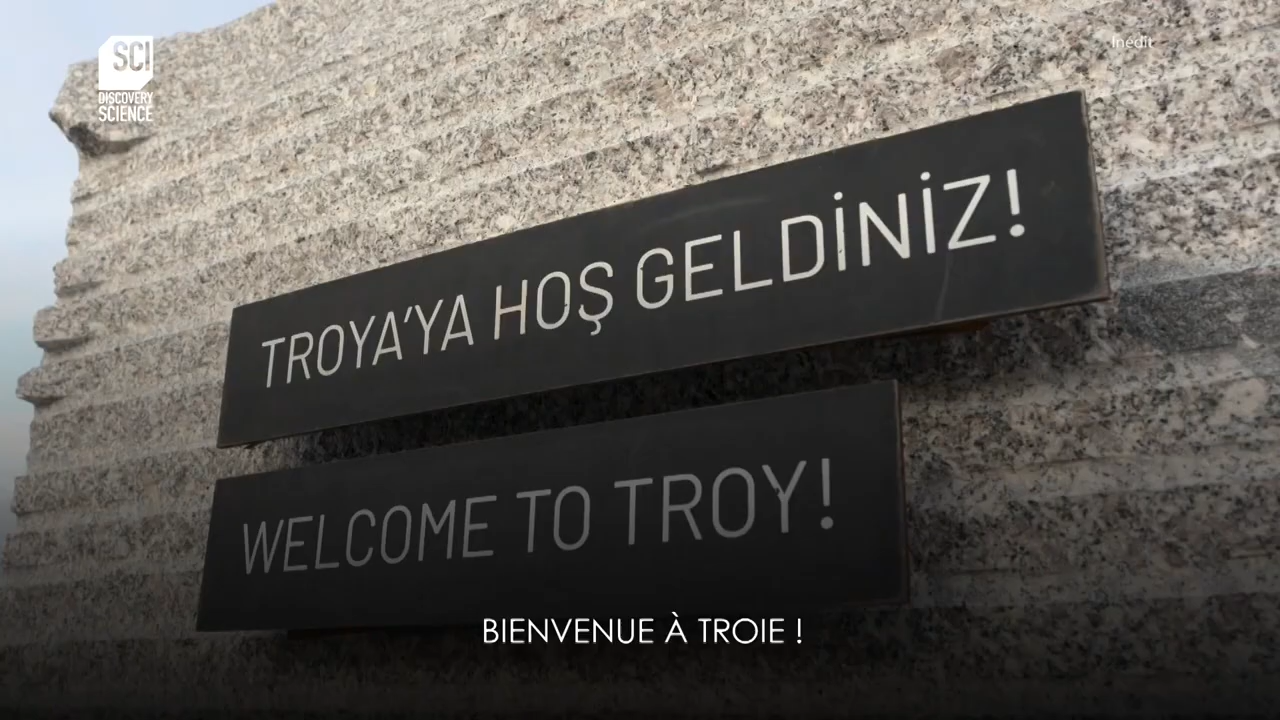 SCI
DISCOVERY
SCIENCE
Inédit
TROYA'YA HOŞ GELDİNİZ!
WELCOME TO TROY!
BIENVENUE À TROIE !